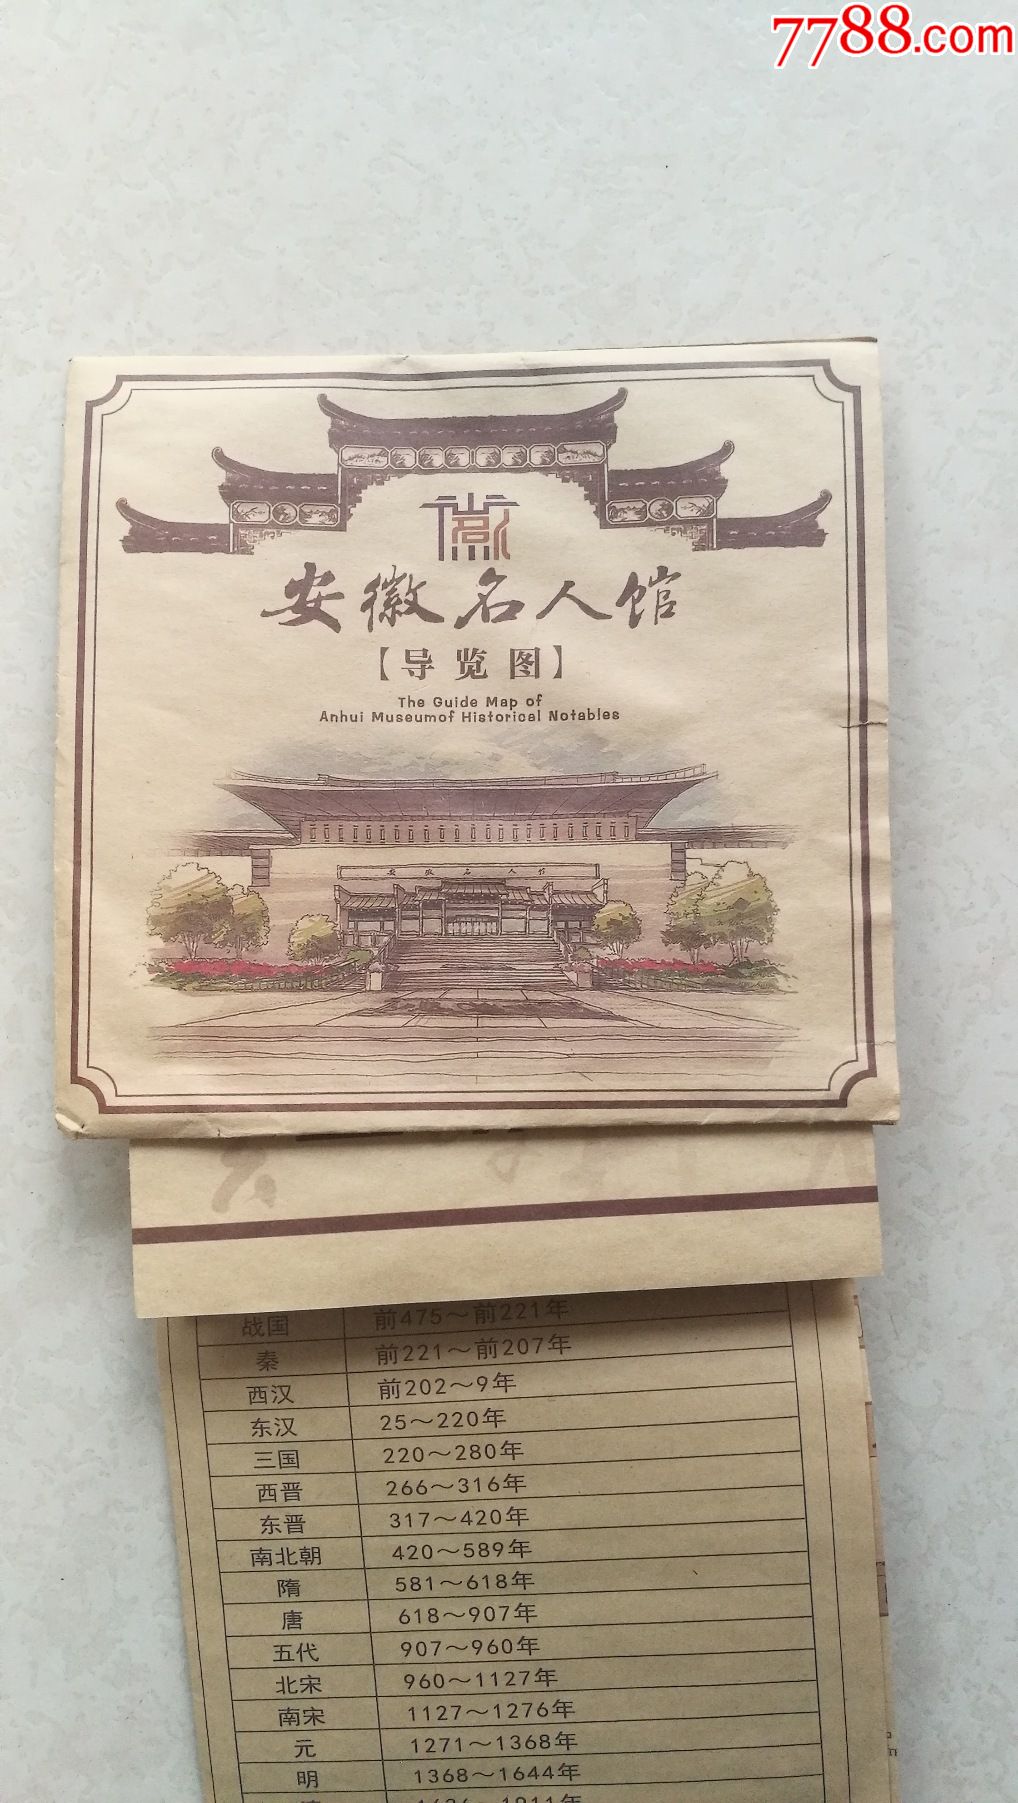 7788.com
安徽名人馆
【导览图】
The Guide Map of
Anhui Museumof Historical Notables
安徽名人馆
战国 前475～前221年
秦 前221～前207年
西汉 前202～9年
东汉 25～220年
三国 220～280年
西晋 266～316年
东晋 317～420年
南北朝 420～589年
隋 581～618年
唐 618～907年
五代 907～960年
北宋 960～1127年
南宋 1127～1276年
元 1271～1368年
明 1368～1644年